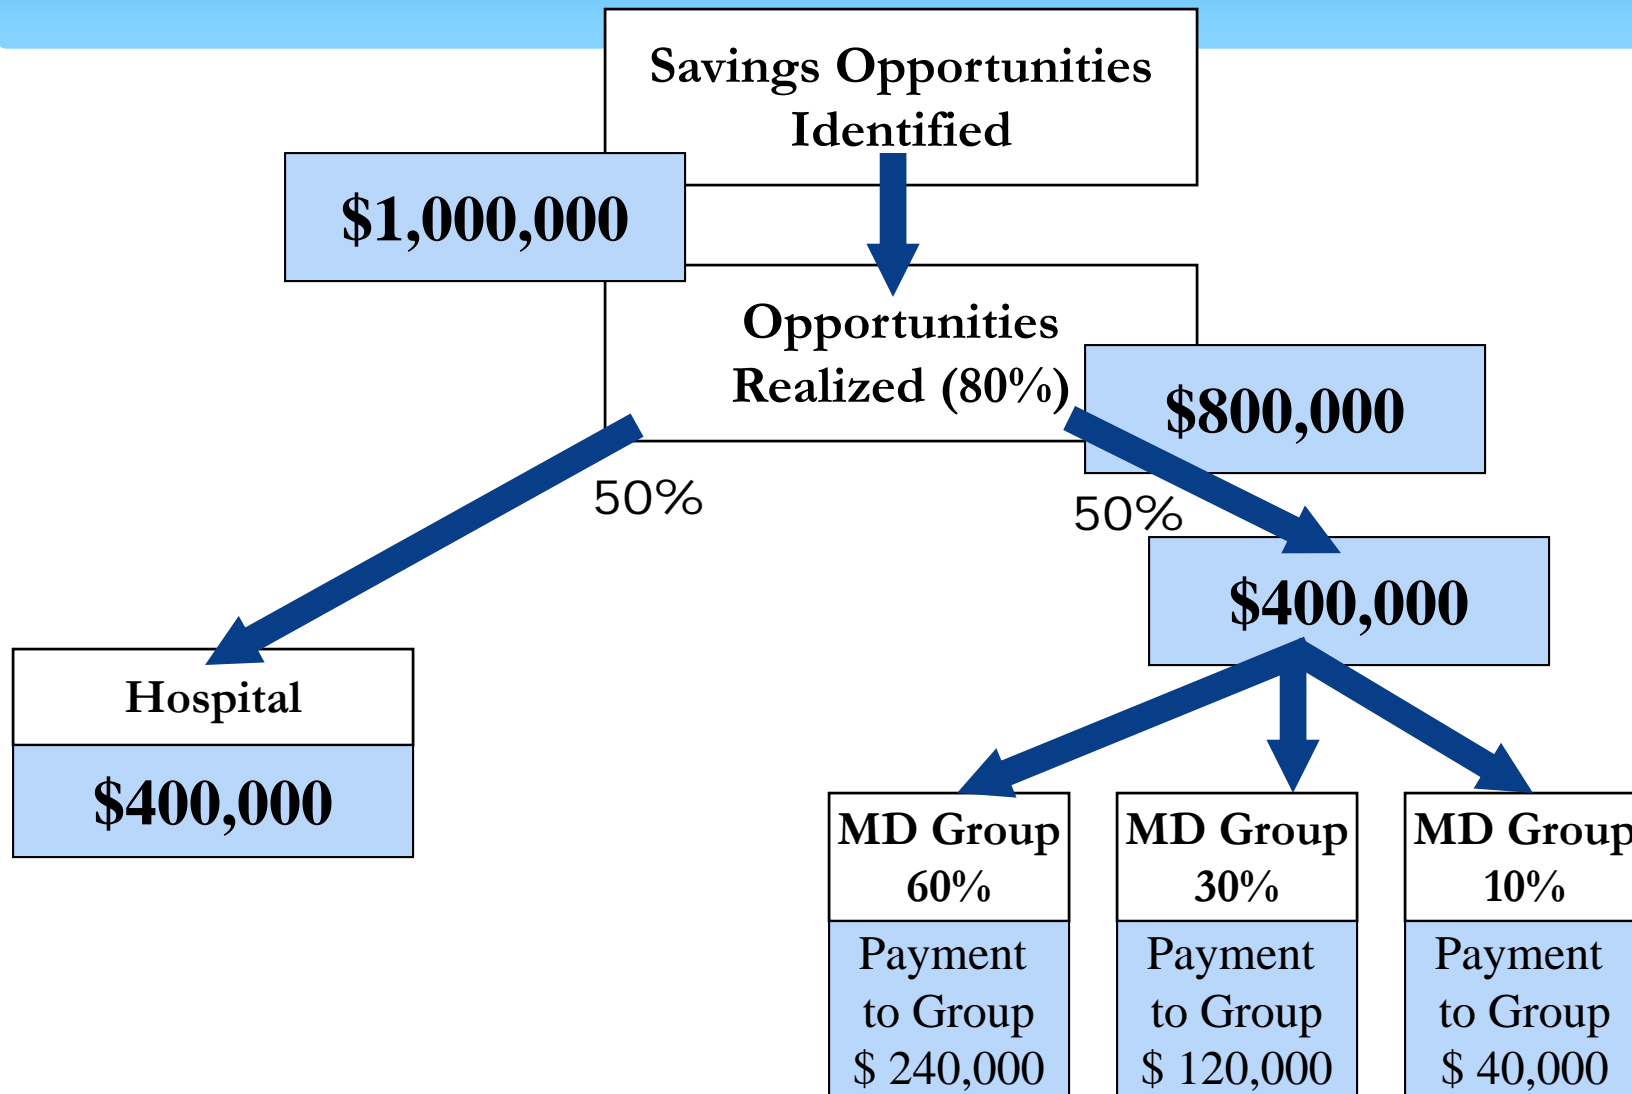 Savings Opportunities
Identified
$1,000,000
Opportunities
Realized (80%)
$800,000
50%
50%
$400,000
Hospital
$400,000
MD Group
60%
Payment
to Group
$ 240,000
MD Group
30%
Payment
to Group
$ 120,000
MD Group
10%
Payment
to Group
$ 40,000